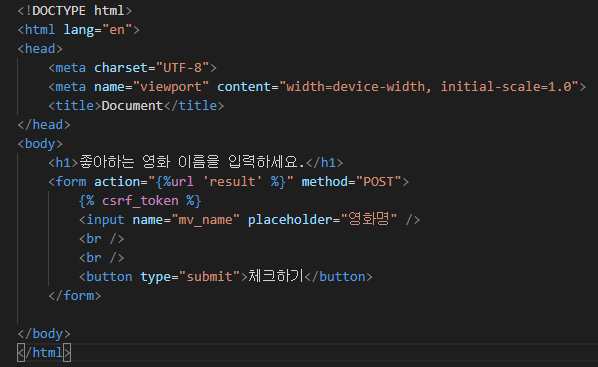 <!DOCTYPE html>
<html lang="en">
<head>
    <meta charset="UTF-8">
    <meta name="viewport" content="width=device-width, initial-scale=1.0">
    <title>Document</title>
</head>
<body>
    <h1>좋아하는 영화 이름을 입력하세요.</h1>
    <form action="{%url 'result' %}" method="POST">
        {% csrf_token %}
        <input name="mv_name" placeholder="영화명" />
        <br />
        <br />
        <button type="submit">체크하기</button>
    </form>

</body>
</html>